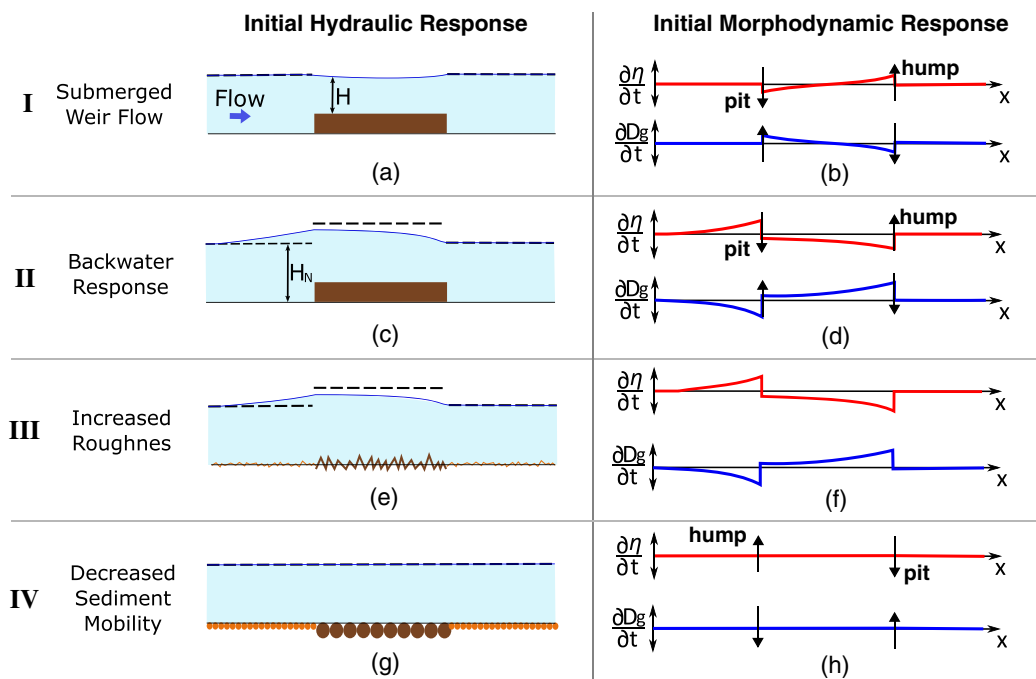 Initial Hydraulic Response
Initial Morphodynamic Response
I
Submerged
Weir Flow
Flow
H
(a)
∂η
∂t
pit
hump
x
∂Dg
∂t
x
(b)
II
Backwater
Response
HN
(c)
∂η
∂t
pit
hump
x
∂Dg
∂t
x
(d)
III
Increased
Roughnes
(e)
∂η
∂t
x
∂Dg
∂t
x
(f)
IV
Decreased
Sediment
Mobility
(g)
hump
∂η
∂t
pit
x
∂Dg
∂t
x
(h)